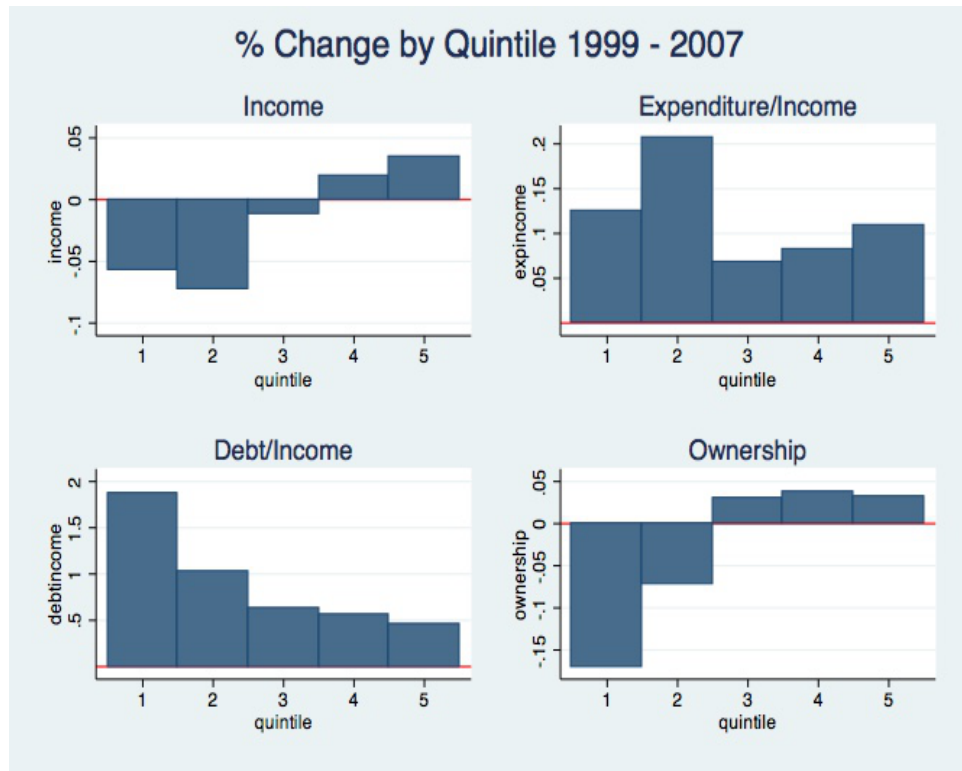 % Change by Quintile 1999 - 2007
Income
.05
0
-.05
-.1
income
1 2 3 4 5
quintile
Expenditure/Income
.2
.15
.1
.05
expincome
1 2 3 4 5
quintile
Debt/Income
2
1.5
1
.5
debtincome
1 2 3 4 5
quintile
Ownership
.05
0
-.05
-.1
-.15
ownership
1 2 3 4 5
quintile